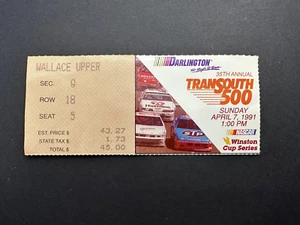 WALLACE UPPER
SEC 9
ROW 18
SEAT 5
EST. PRICE $ 43.27
STATE TAX $ 1.73
TOTAL $ 45.00
DARLINGTON
35TH ANNUAL
TRANSOUTH
500
SUNDAY
APRIL 7, 1991
1:00 PM
NASCAR
Winston
Cup Series
STP